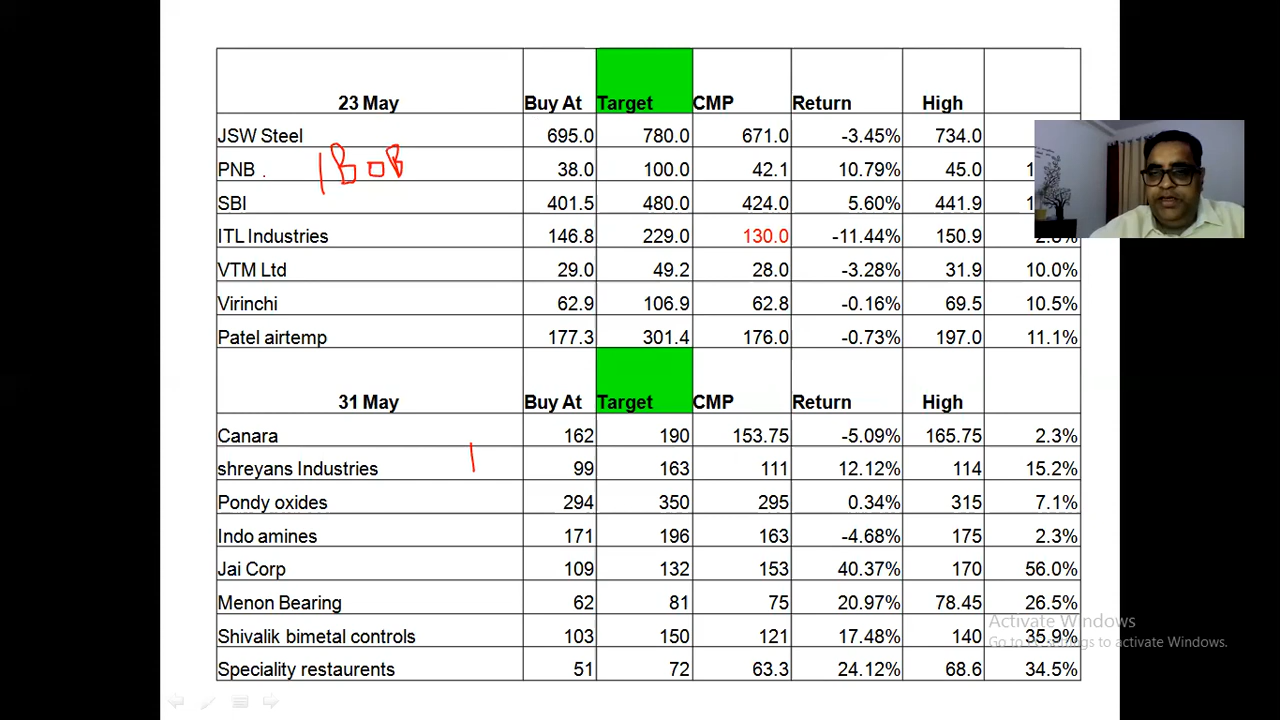 23 May Buy At Target CMP Return High
JSW Steel 695.0 780.0 671.0 -3.45% 734.0
PNB . BOB 38.0 100.0 42.1 10.79% 45.0
SBI 401.5 480.0 424.0 5.60% 441.9
ITL Industries 146.8 229.0 130.0 -11.44% 150.9
VTM Ltd 29.0 49.2 28.0 -3.28% 31.9 10.0%
Virinchi 62.9 106.9 62.8 -0.16% 69.5 10.5%
Patel airtemp 177.3 301.4 176.0 -0.73% 197.0 11.1%
31 May Buy At Target CMP Return High
Canara 162 190 153.75 -5.09% 165.75 2.3%
shreyans Industries 99 163 111 12.12% 114 15.2%
Pondy oxides 294 350 295 0.34% 315 7.1%
Indo amines 171 196 163 -4.68% 175 2.3%
Jai Corp 109 132 153 40.37% 170 56.0%
Menon Bearing 62 81 75 20.97% 78.45 26.5%
Shivalik bimetal controls 103 150 121 17.48% 140 35.9%
Speciality restaurents 51 72 63.3 24.12% 68.6 34.5%
Activate Windows
Go to settings to activate Windows.